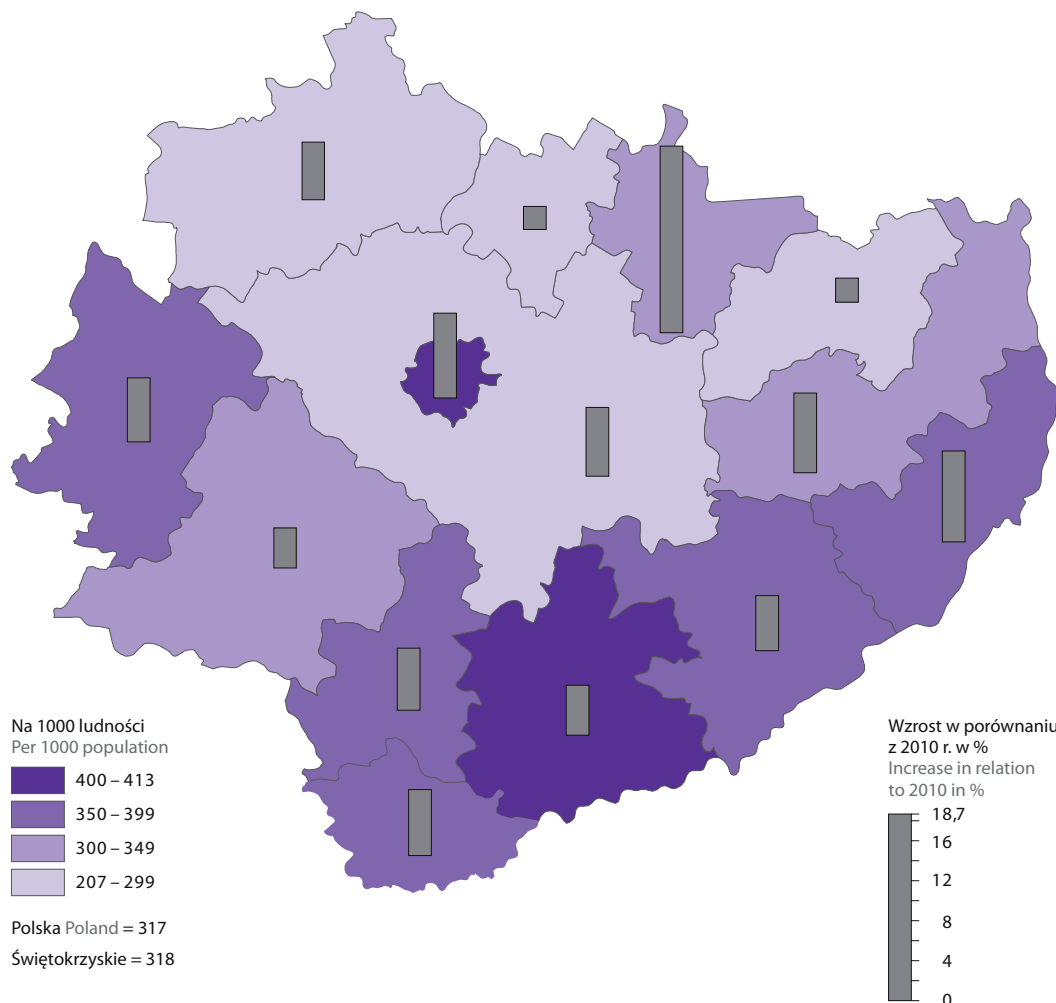 Na 1000 ludności
Per 1000 population
400 – 413
350 – 399
300 – 349
207 – 299
Polska Poland = 317
Świętokrzyskie = 318
Wzrost w porównaniu
z 2010 r. w %
Increase in relation
to 2010 in %
18,7
16
12
8
4
0